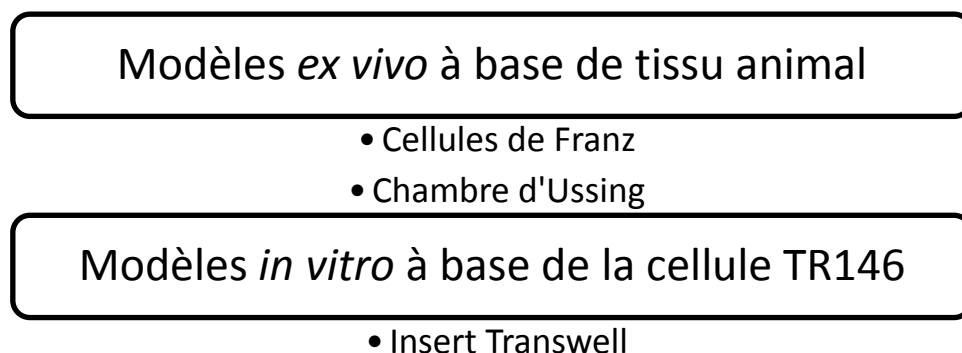 Modèles ex vivo à base de tissu animal
• Cellules de Franz
• Chambre d'Ussing
Modèles in vitro à base de la cellule TR146
• Insert Transwell